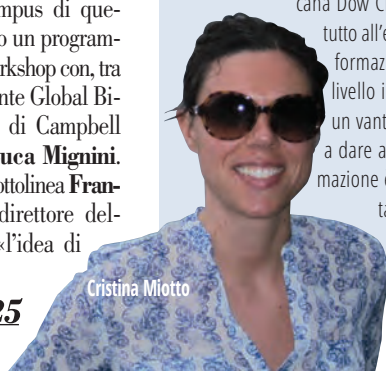 mpus di que-
o un program-
rkshop con, tra
nte Global Bi-
di Campbell
uca Mignini.
ottolinea Fran-
direttore del-
«l'idea di
25
cana Dow C
tutto all'e
formaz
livello i
un vant
a dare a
mazione
ta
Cristina Miotto